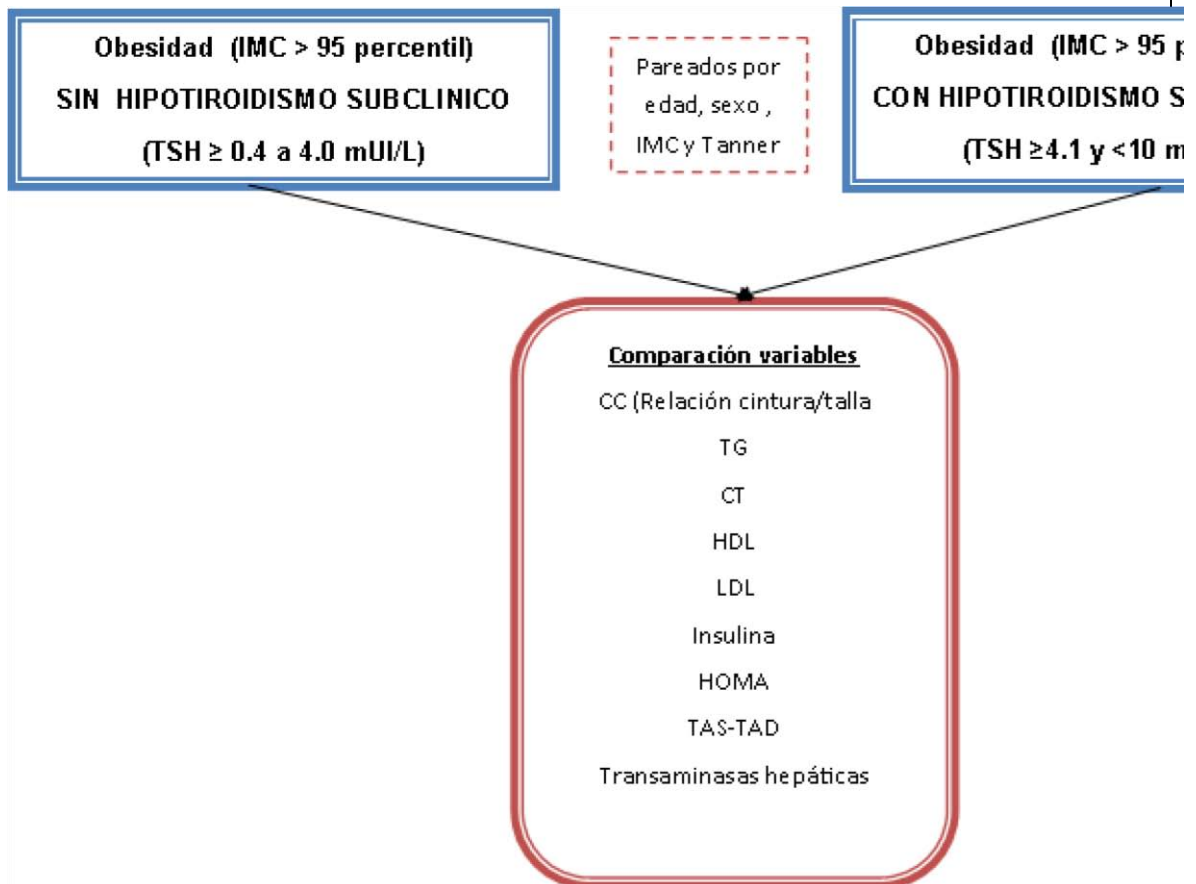 Obesidad (IMC > 95 percentil)
SIN HIPOTIROIDISMO SUBCLINICO
(TSH ≥ 0.4 a 4.0 mUI/L)
Pareados por
edad, sexo ,
IMC y Tanner
Obesidad (IMC > 95 p
CON HIPOTIROIDISMO S
(TSH ≥4.1 y <10 m
Comparación variables
CC (Relación cintura/talla
TG
CT
HDL
LDL
Insulina
HOMA
TAS-TAD
Transaminasas hepáticas